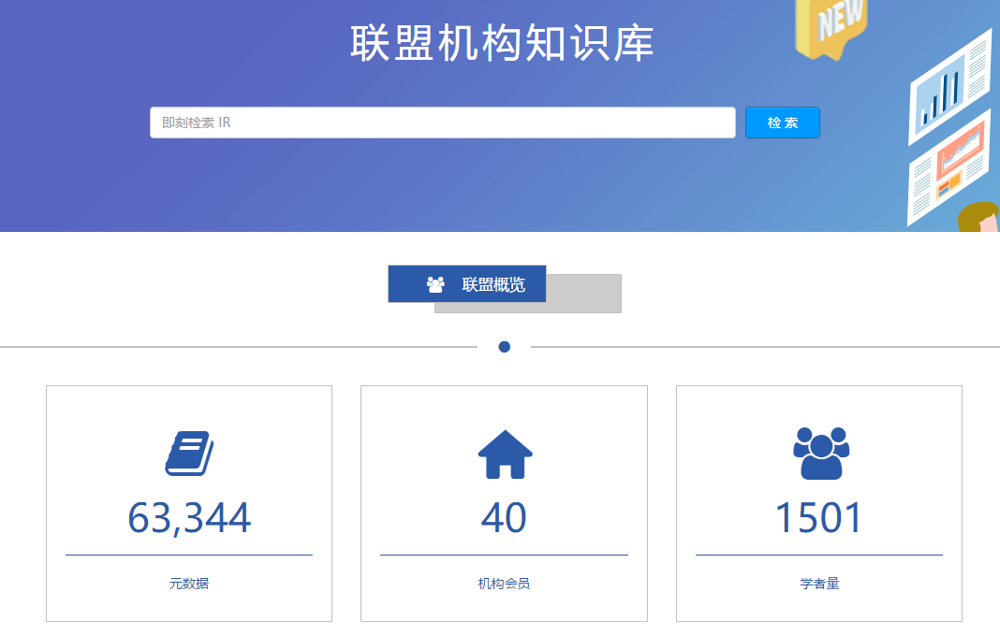 NEW
联盟机构知识库
即刻检索 IR
检 索
联盟概览
63,344
元数据
40
机构会员
1501
学者量